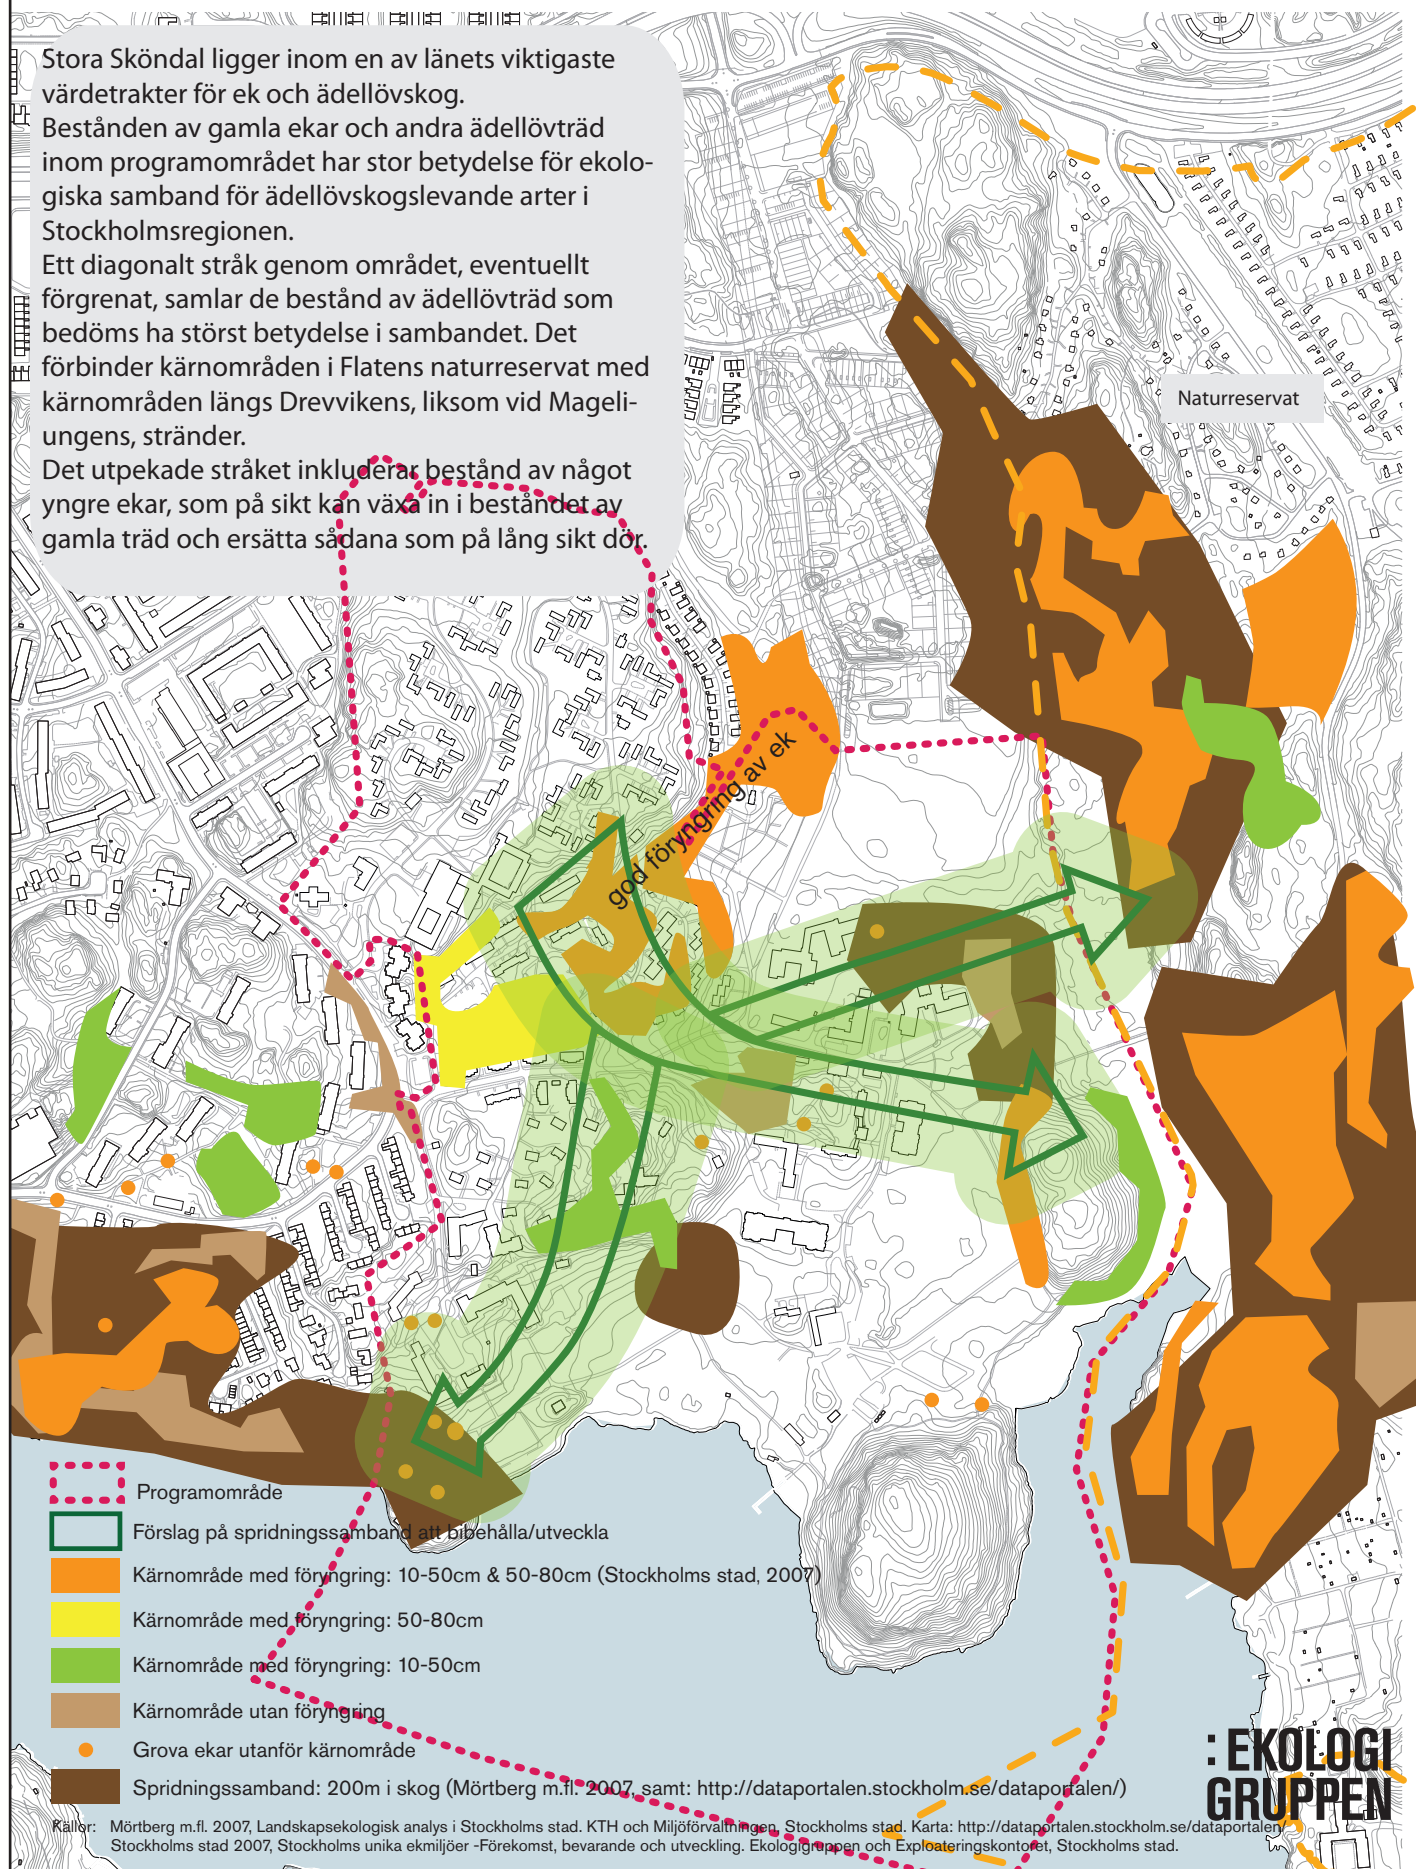 Stora Sköndal ligger inom en av länets viktigaste
värdetrakter för ek och ädellövskog.
Bestånden av gamla ekar och andra ädellövträd
inom programområdet har stor betydelse för ekolo-
giska samband för ädellövskogslevande arter i
Stockholmsregionen.
Ett diagonalt stråk genom området, eventuellt
förgrenat, samlar de bestånd av ädellövträd som
bedöms ha störst betydelse i sambandet. Det
förbinder kärnområden i Flatens naturreservat med
kärnområden längs Drevvikens, liksom vid Mageli-
ungens, stränder.
Det utpekade stråket inkluderar bestånd av något
yngre ekar, som på sikt kan växa in i beståndet av
gamla träd och ersätta sådana som på lång sikt dör.
Naturreservat
god föryngring av ek
Programområde
Förslag på spridningssamband att bibehålla/utveckla
Kärnområde med föryngring: 10-50cm & 50-80cm (Stockholms stad, 2007)
Kärnområde med föryngring: 50-80cm
Kärnområde med föryngring: 10-50cm
Kärnområde utan föryngring
Grova ekar utanför kärnområde
Spridningssamband: 200m i skog (Mörtberg m.fl. 2007, samt: http://dataportalen.stockholm.se/dataportalen/)
:EKOLOGI
GRUPPEN
Källor: Mörtberg m.fl. 2007, Landskapsekologisk analys i Stockholms stad. KTH och Miljöförvaltningen, Stockholms stad. Karta: http://dataportalen.stockholm.se/dataportalen/
Stockholms stad 2007, Stockholms unika ekmiljöer -Förekomst, bevarande och utveckling. Ekologigruppen och Exploateringskontoret, Stockholms stad.